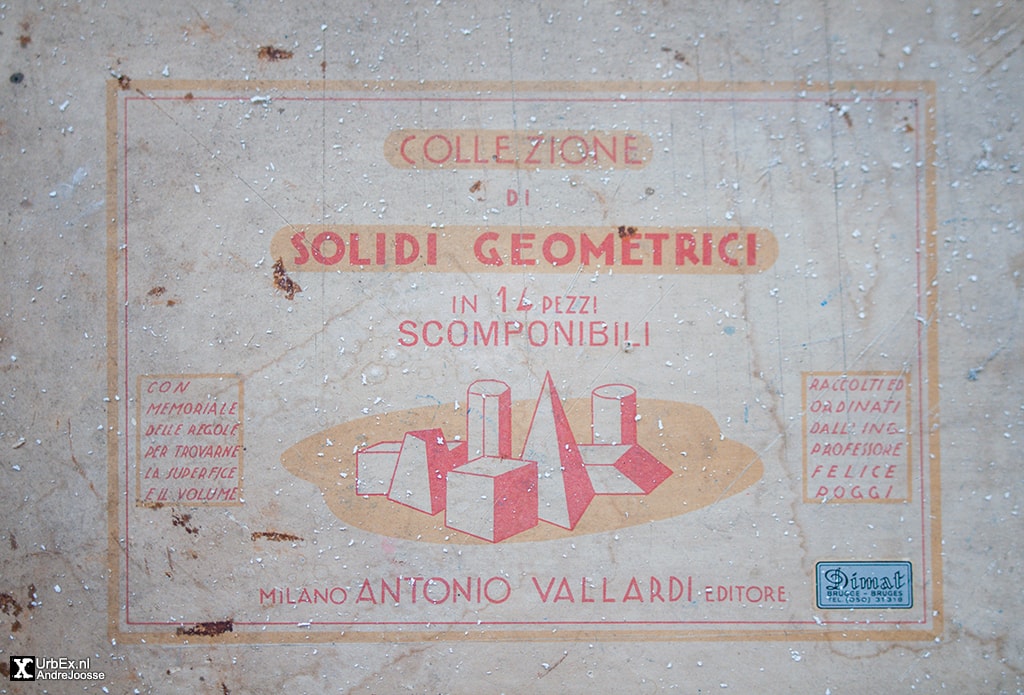 COLLEZIONE
DI
SOLIDI GEOMETRICI
IN 14 PEZZI
SCOMPONIBILI
CON
MEMORIALE
DELLE REGOLE
PER TROVARNE
LA SUPERFICE
E IL VOLUME
RACCOLTI ED
ORDINATI
DALL' ING
PROFESSORE
FELICE
POGGI
MILANO ANTONIO VALLARDI EDITORE
Dimat
BRUGGE - BRUGES
TEL. (050) 313 18
UrbEx.nl
AndreJoosse